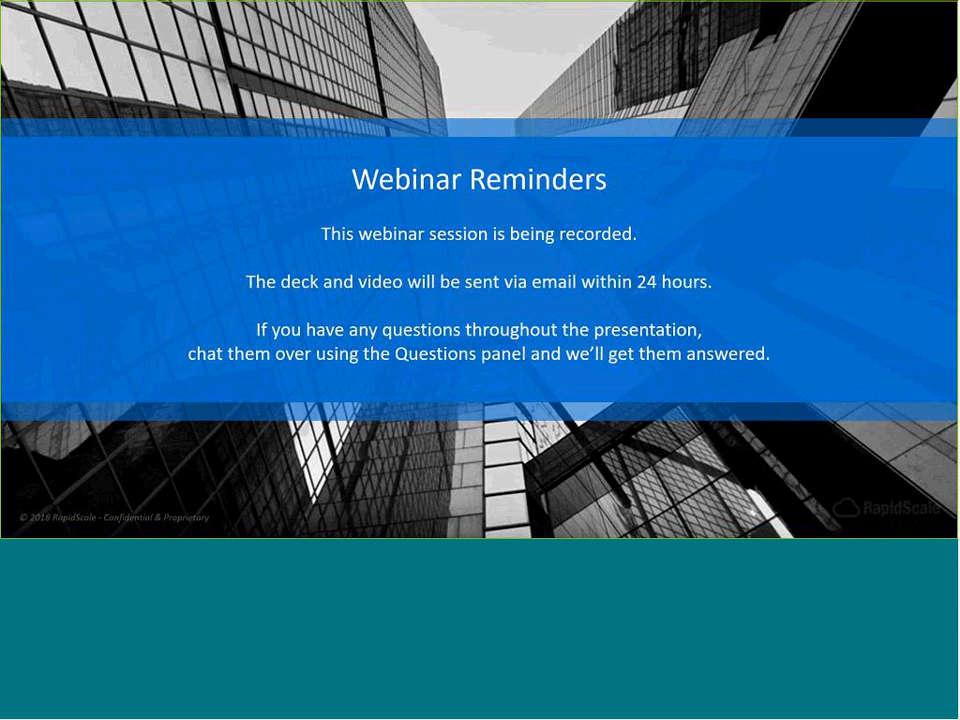 Webinar Reminders
This webinar session is being recorded.
The deck and video will be sent via email within 24 hours.
If you have any questions throughout the presentation,
chat them over using the Questions panel and we’ll get them answered.
© 2018 RapidScale - Confidential & Proprietary
RapidScale